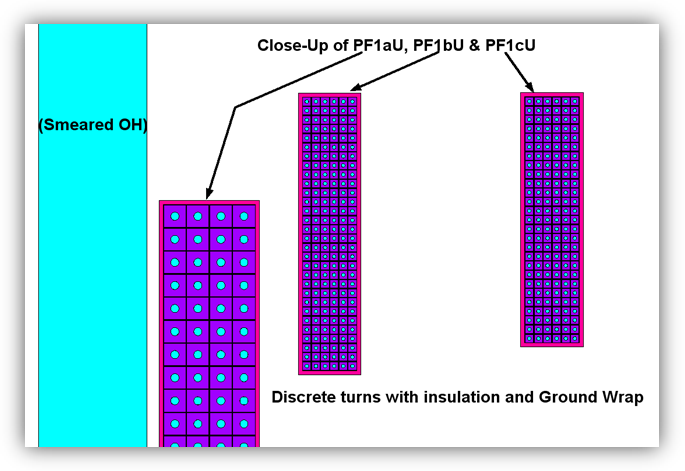 Close-Up of PF1aU, PF1bU & PF1cU
(Smeared OH)
Discrete turns with insulation and Ground Wrap